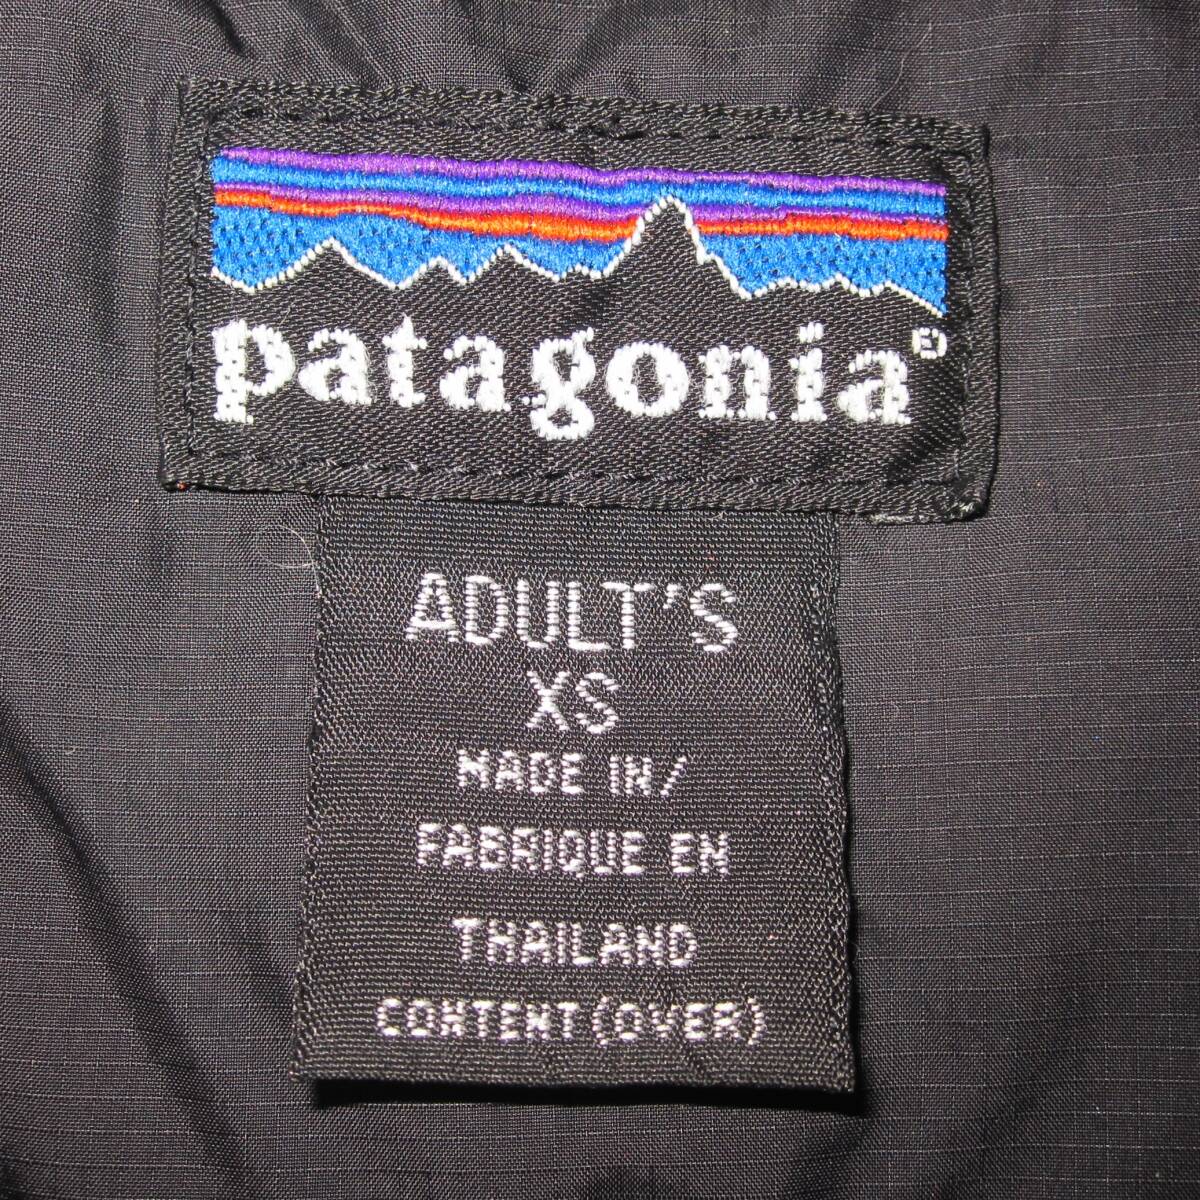 patagonia®
ADULT'S
XS
MADE IN/
FABRIQUE EN
THAILAND
CONTENT(OVER)